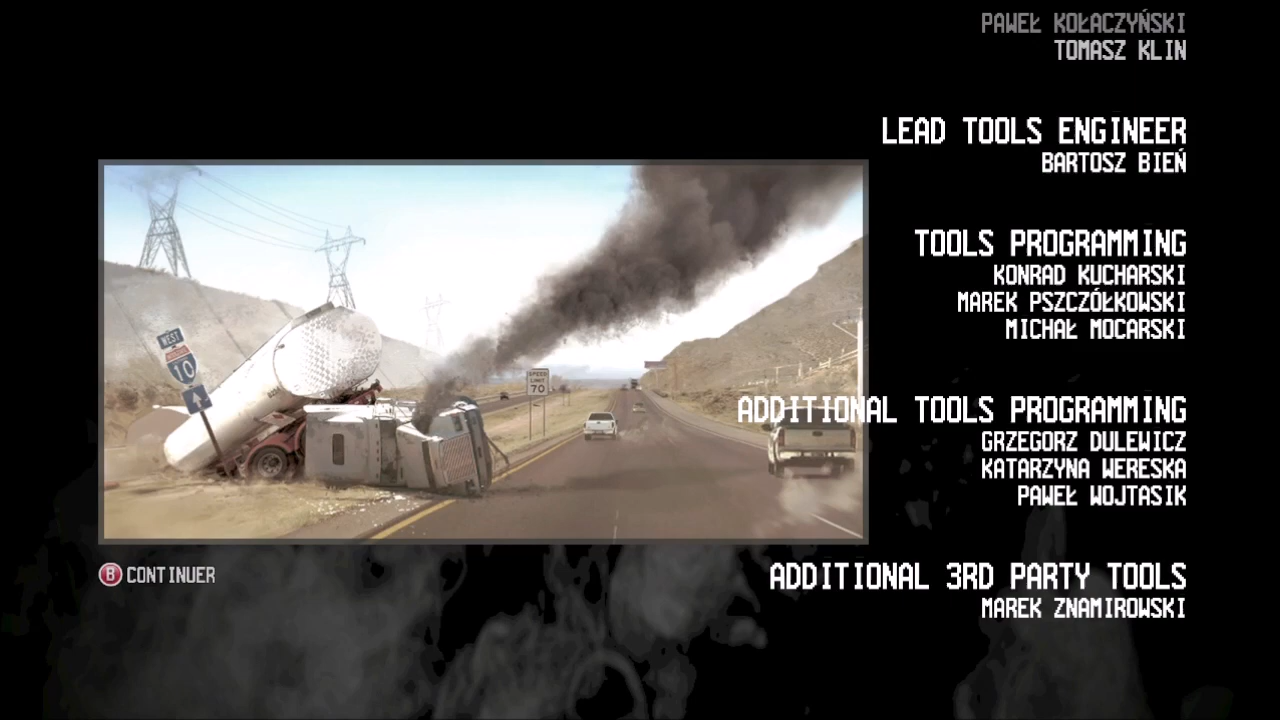 PAWEŁ KOŁACZYŃSKI
TOMASZ KLIN
LEAD TOOLS ENGINEER
BARTOSZ BIEŃ
TOOLS PROGRAMMING
KONRAD KUCHARSKI
MAREK PSZCZÓŁKOWSKI
MICHAŁ MOCARSKI
WEST
10
SPEED
LIMIT
70
ADDITIONAL TOOLS PROGRAMMING
GRZEGORZ DULEWICZ
KATARZYNA WERESKA
PAWEŁ WOJTASIK
B CONTINUER
ADDITIONAL 3RD PARTY TOOLS
MAREK ZNAMIROWSKI